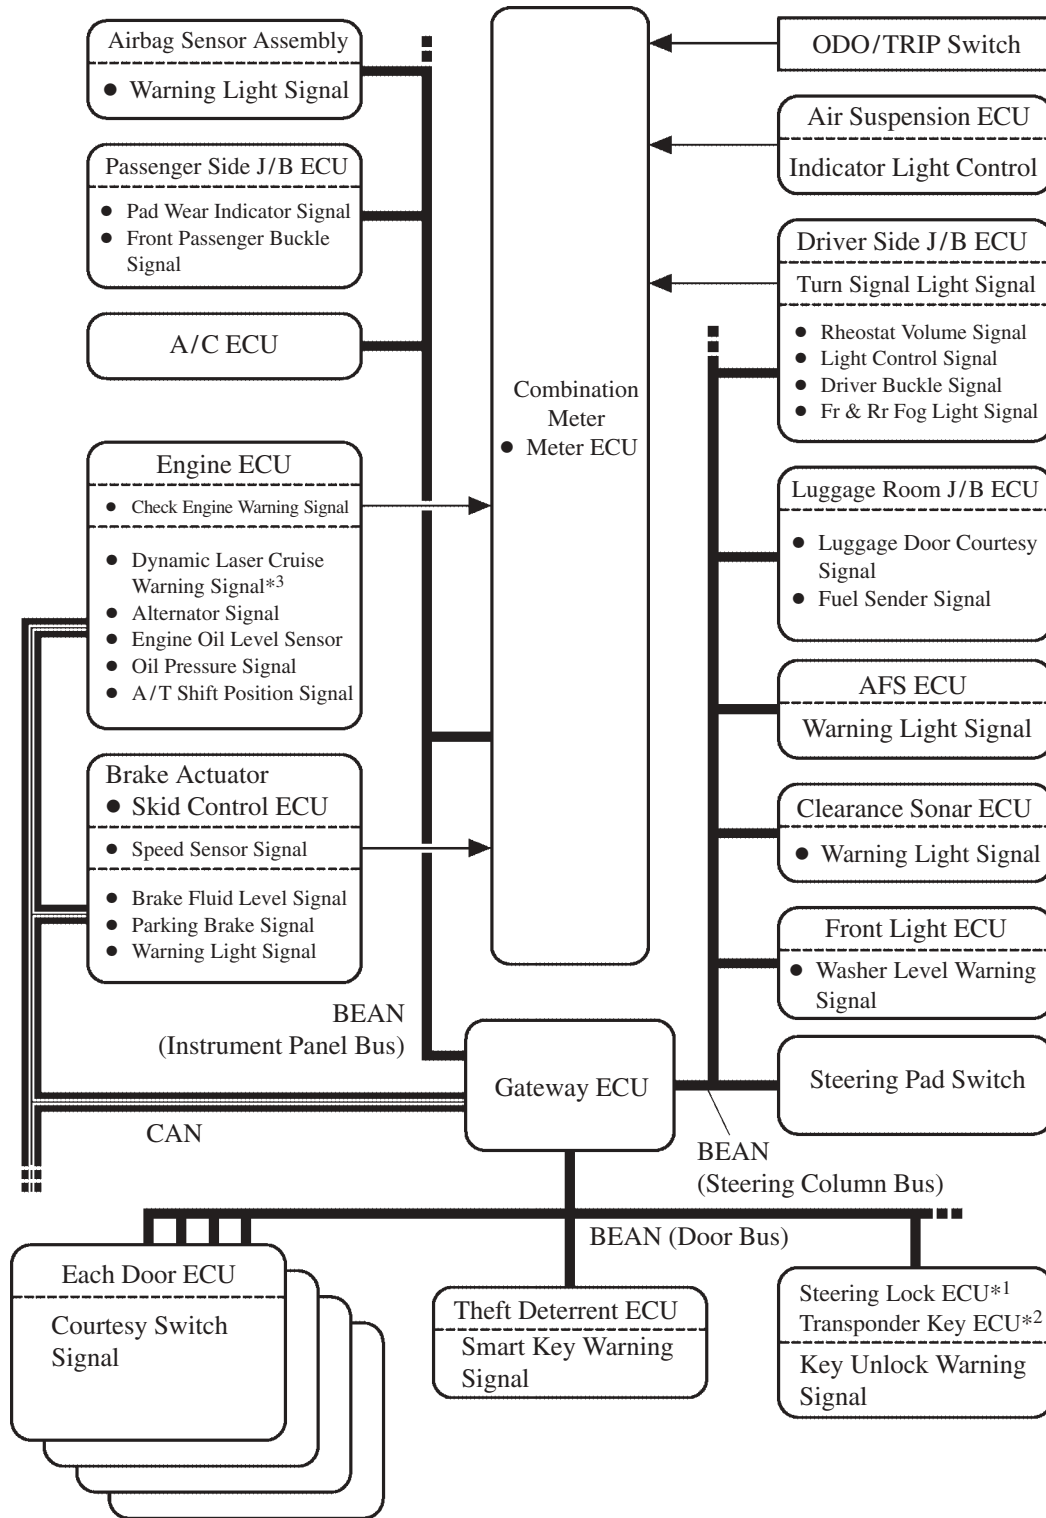 Airbag Sensor Assembly
● Warning Light Signal
Passenger Side J/B ECU
● Pad Wear Indicator Signal
● Front Passenger Buckle
Signal
A/C ECU
Engine ECU
● Check Engine Warning Signal
● Dynamic Laser Cruise
Warning Signal*3
● Alternator Signal
● Engine Oil Level Sensor
● Oil Pressure Signal
● A/T Shift Position Signal
Brake Actuator
● Skid Control ECU
● Speed Sensor Signal
● Brake Fluid Level Signal
● Parking Brake Signal
● Warning Light Signal
Combination
Meter
● Meter ECU
ODO/TRIP Switch
Air Suspension ECU
Indicator Light Control
Driver Side J/B ECU
Turn Signal Light Signal
● Rheostat Volume Signal
● Light Control Signal
● Driver Buckle Signal
● Fr & Rr Fog Light Signal
Luggage Room J/B ECU
● Luggage Door Courtesy
Signal
● Fuel Sender Signal
AFS ECU
Warning Light Signal
Clearance Sonar ECU
● Warning Light Signal
Front Light ECU
● Washer Level Warning
Signal
Steering Pad Switch
BEAN
(Instrument Panel Bus)
Gateway ECU
CAN
BEAN
(Steering Column Bus)
BEAN (Door Bus)
Each Door ECU
Courtesy Switch
Signal
Theft Deterrent ECU
Smart Key Warning
Signal
Steering Lock ECU*1
Transponder Key ECU*2
Key Unlock Warning
Signal